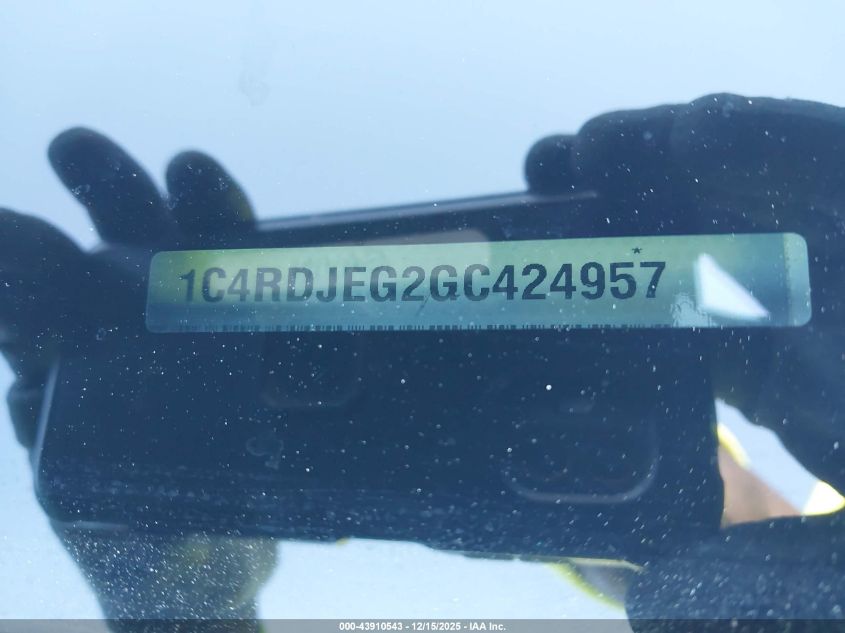 *
1C4RDJEG2GC424957
000-43910543 - 12/15/2025 - IAA Inc.